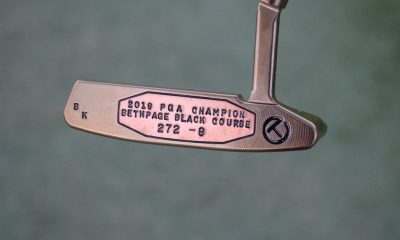 B
K
2019 PGA CHAMPION
BETHPAGE BLACK COURSE
272 -8